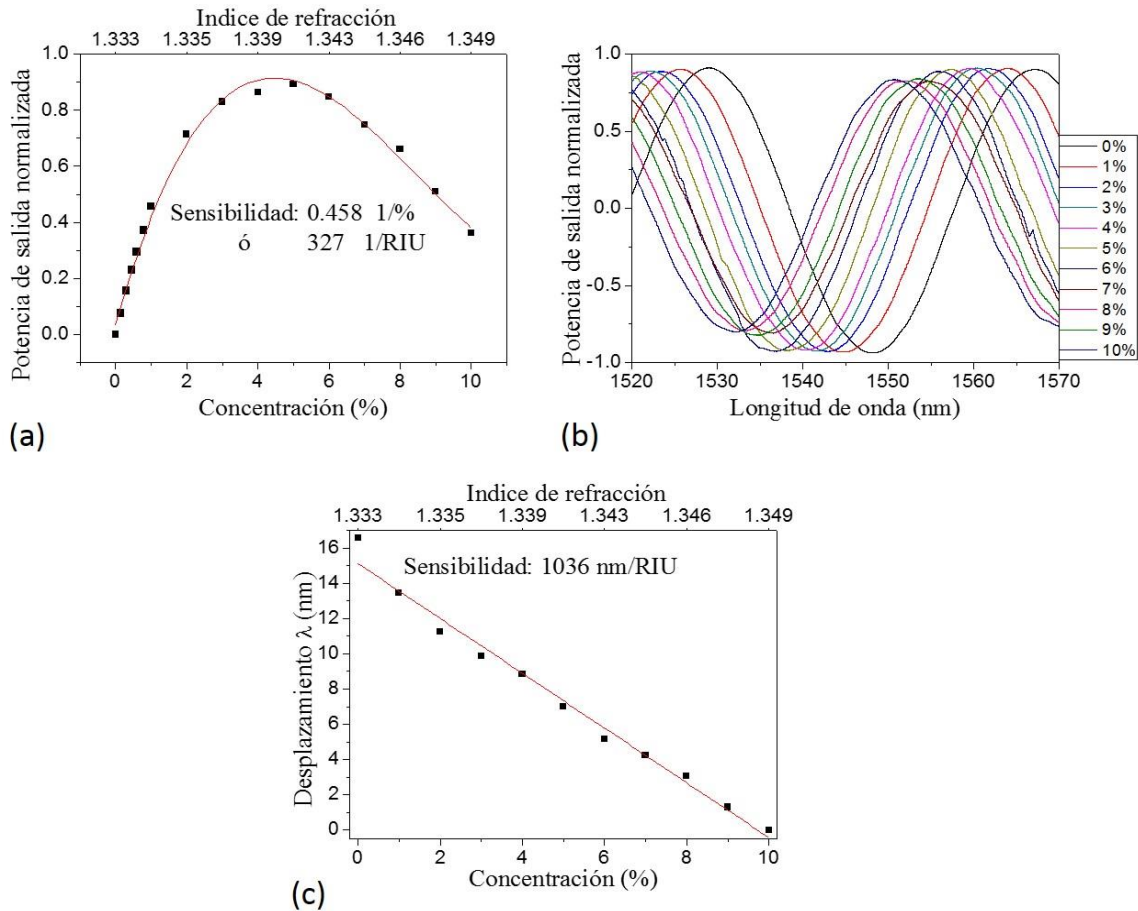 Indice de refracción
1.333 1.335 1.339 1.343 1.346 1.349
Potencia de salida normalizada
1.0
0.8
0.6
0.4
0.2
0.0
Sensibilidad: 0.458 1/%
ó 327 1/RIU
0 2 4 6 8 10
Concentración (%)
(a)
Potencia de salida normalizada
1.0
0.5
0.0
-0.5
-1.0
1520 1530 1540 1550 1560 1570
Longitud de onda (nm)
0%
1%
2%
3%
4%
5%
6%
7%
8%
9%
10%
(b)
Indice de refracción
1.333 1.335 1.339 1.343 1.346 1.349
Desplazamiento λ (nm)
16
14
12
10
8
6
4
2
0
Sensibilidad: 1036 nm/RIU
0 2 4 6 8 10
Concentración (%)
(c)